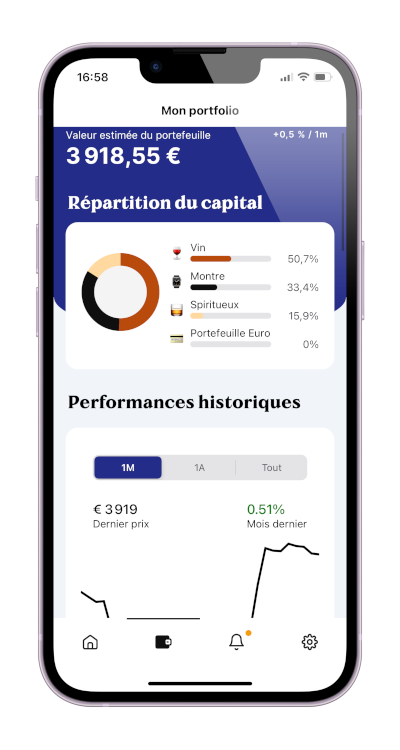 16:58
Mon portfolio
Valeur estimée du portefeuille
+0,5 % / 1m
3 918,55 €
Répartition du capital
Vin
50,7%
Montre
33,4%
Spiritueux
15,9%
Portefeuille Euro
0%
Performances historiques
1M
1A
Tout
€ 3 919
0.51%
Dernier prix
Mois dernier